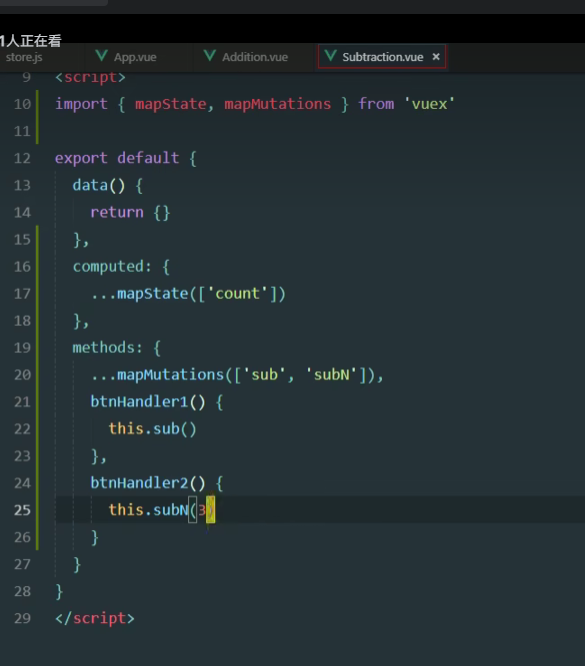 1人正在看
store.js App.vue Addition.vue Subtraction.vue ×
9 <script>
10 import { mapState, mapMutations } from 'vuex'
11
12 export default {
13 data() {
14 return {}
15 },
16 computed: {
17 ...mapState(['count'])
18 },
19 methods: {
20 ...mapMutations(['sub', 'subN']),
21 btnHandler1() {
22 this.sub()
23 },
24 btnHandler2() {
25 this.subN(3)
26 }
27 }
28 }
29 </script>